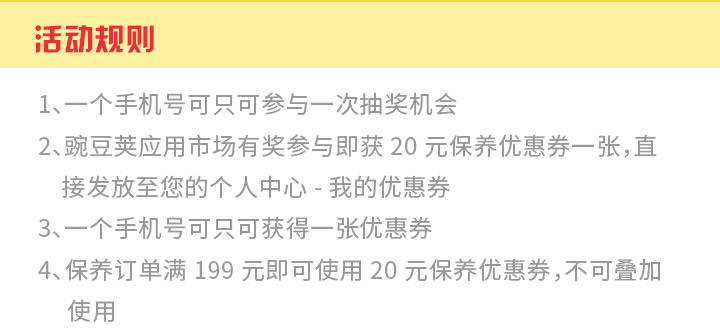 活动规则
1、一个手机号可只可参与一次抽奖机会
2、豌豆荚应用市场有奖参与即获 20 元保养优惠券一张,直
接发放至您的个人中心 - 我的优惠券
3、一个手机号可只可获得一张优惠券
4、保养订单满 199 元即可使用 20 元保养优惠券,不可叠加
使用